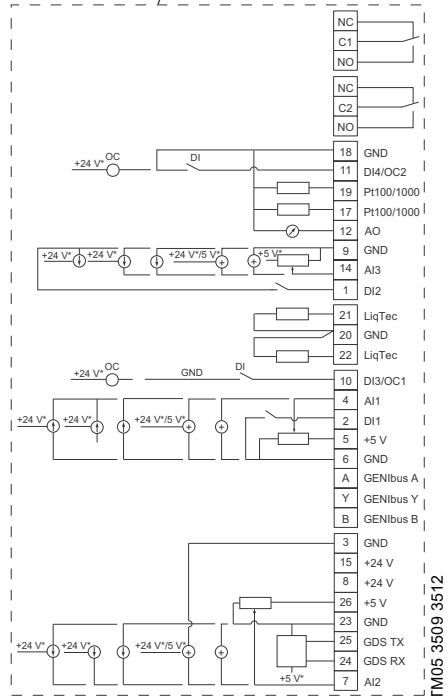 NC
C1
NO
NC
C2
NO
18 GND
+24 V* OC DI 11 DI4/OC2
19 Pt100/1000
17 Pt100/1000
12 AO
9 GND
+24 V* +24 V* +24 V*/5 V* +5 V* 14 AI3
1 DI2
21 LiqTec
20 GND
22 LiqTec
+24 V* OC GND DI 10 DI3/OC1
4 AI1
+24 V* +24 V* +24 V*/5 V* 2 DI1
5 +5 V
6 GND
A GENIbus A
Y GENIbus Y
B GENIbus B
3 GND
15 +24 V
8 +24 V
26 +5 V
23 GND
+24 V* +24 V* +24 V*/5 V* 25 GDS TX
24 GDS RX
+5 V* 7 AI2
TM05 3509 3512